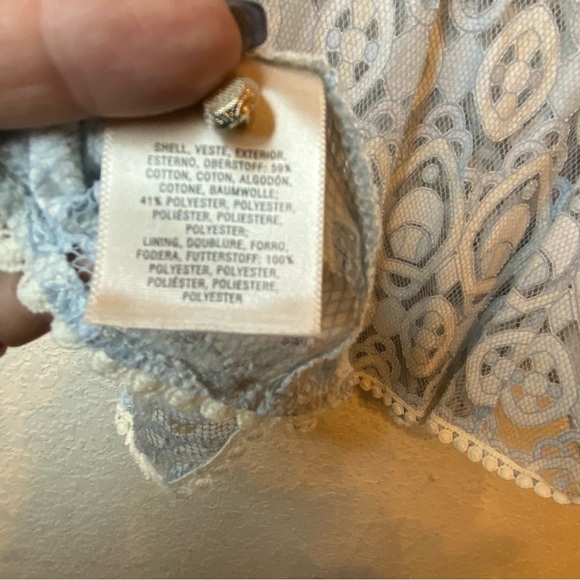 SHELL, VESTE, EXTERIOR,
ESTERNO, OBERSTOFF: 59%
COTTON, COTON, ALGODÓN,
COTONE, BAUMWOLLE;
41% POLYESTER, POLYESTER,
POLIÉSTER, POLIESTERE,
POLYESTER;
LINING, DOUBLURE, FORRO,
FODERA, FUTTERSTOFF: 100%
POLYESTER, POLYESTER,
POLIÉSTER, POLIESTERE,
POLYESTER